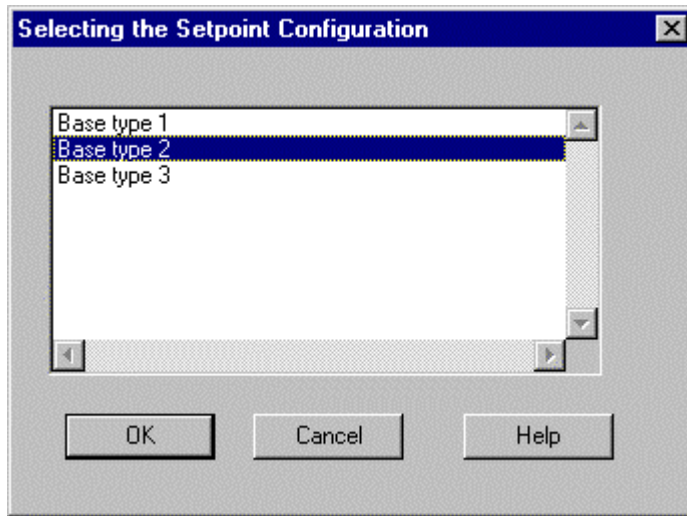 Selecting the Setpoint Configuration
Base type 1
Base type 2
Base type 3
OK
Cancel
Help